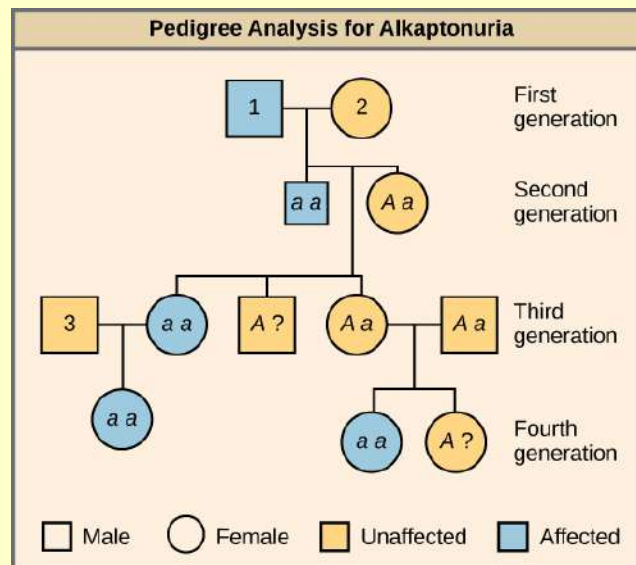 Pedigree Analysis for Alkaptonuria
1
2
First
generation
a a
A a
Second
generation
3
a a
A ?
A a
A a
Third
generation
a a
a a
A ?
Fourth
generation
Male
Female
Unaffected
Affected